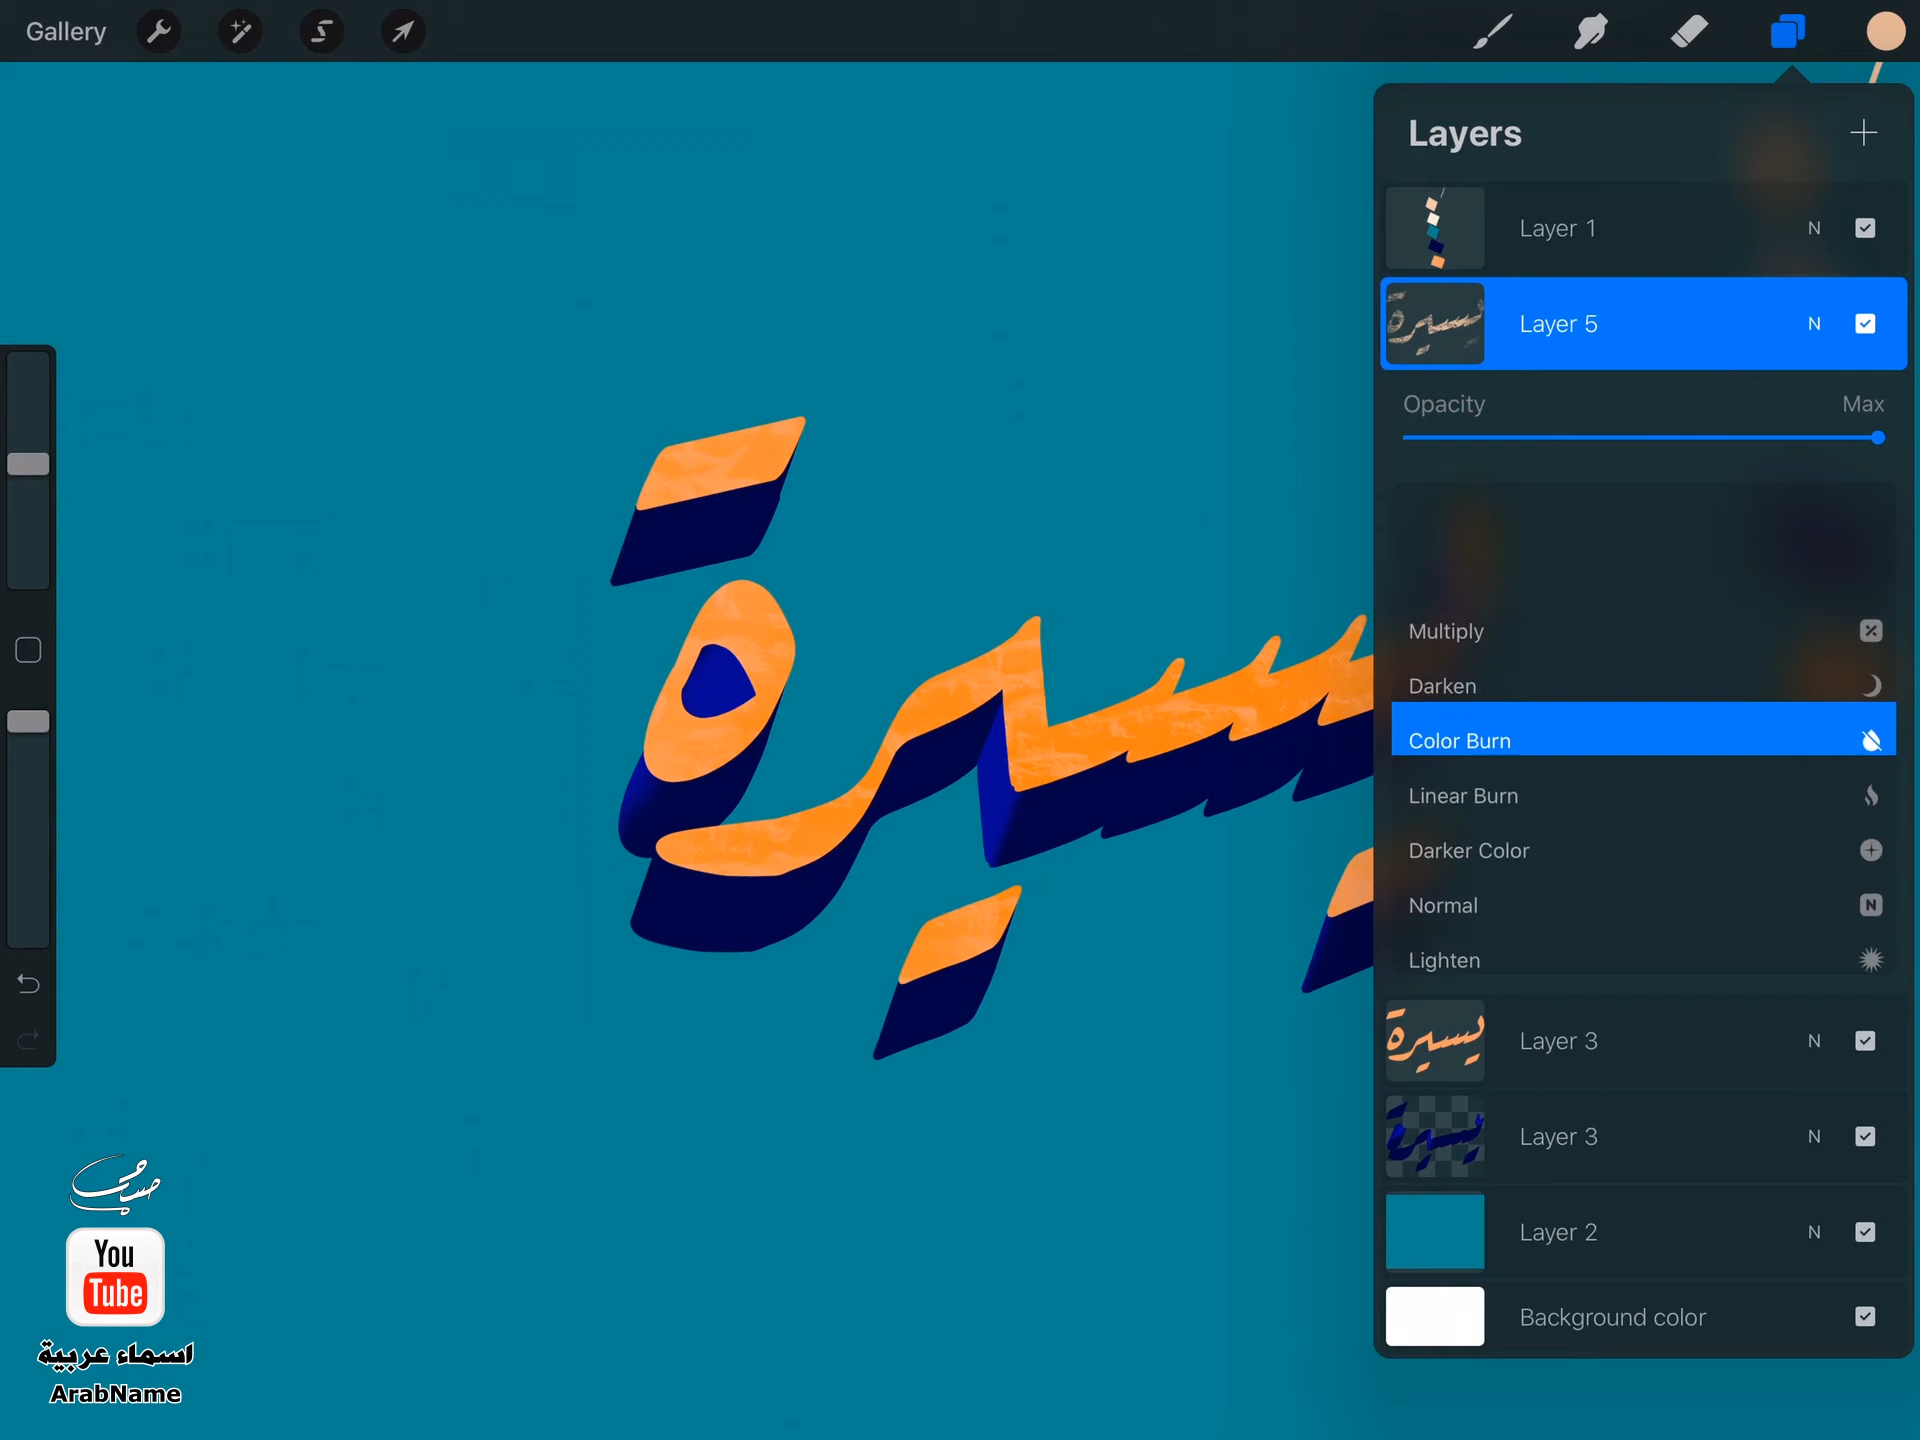 Gallery
Layers
Layer 1 N
Layer 5 N
Opacity Max
Multiply
Darken
Color Burn
Linear Burn
Darker Color
Normal N
Lighten
يسيرة
Layer 3 N
يسيرة
Layer 3 N
Layer 2 N
Background color
You
Tube
اسماء عربية
ArabName